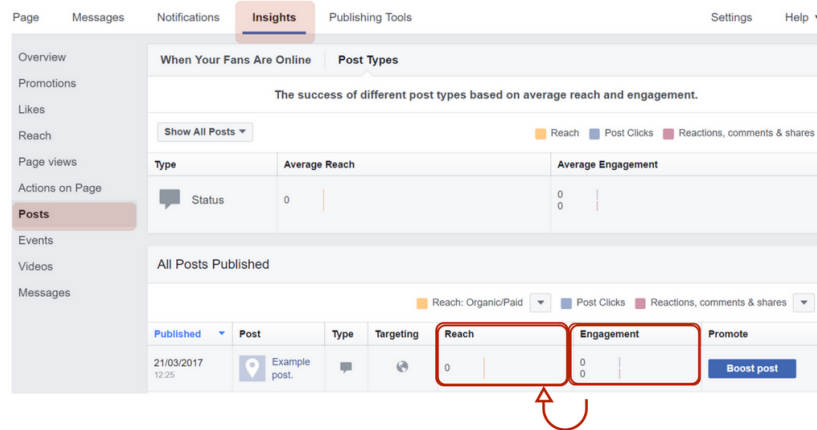 Page Messages Notifications Insights Publishing Tools Settings Help
Overview
Promotions
Likes
Reach
Page views
Actions on Page
Posts
Events
Videos
Messages
When Your Fans Are Online Post Types
The success of different post types based on average reach and engagement.
Show All Posts Reach Post Clicks Reactions, comments & shares
Type Average Reach Average Engagement
Status 0 0
0
All Posts Published
Reach: Organic/Paid Post Clicks Reactions, comments & shares
Published Post Type Targeting Reach Engagement Promote
21/03/2017 Example 0 0 Boost post
12:25 post. 0